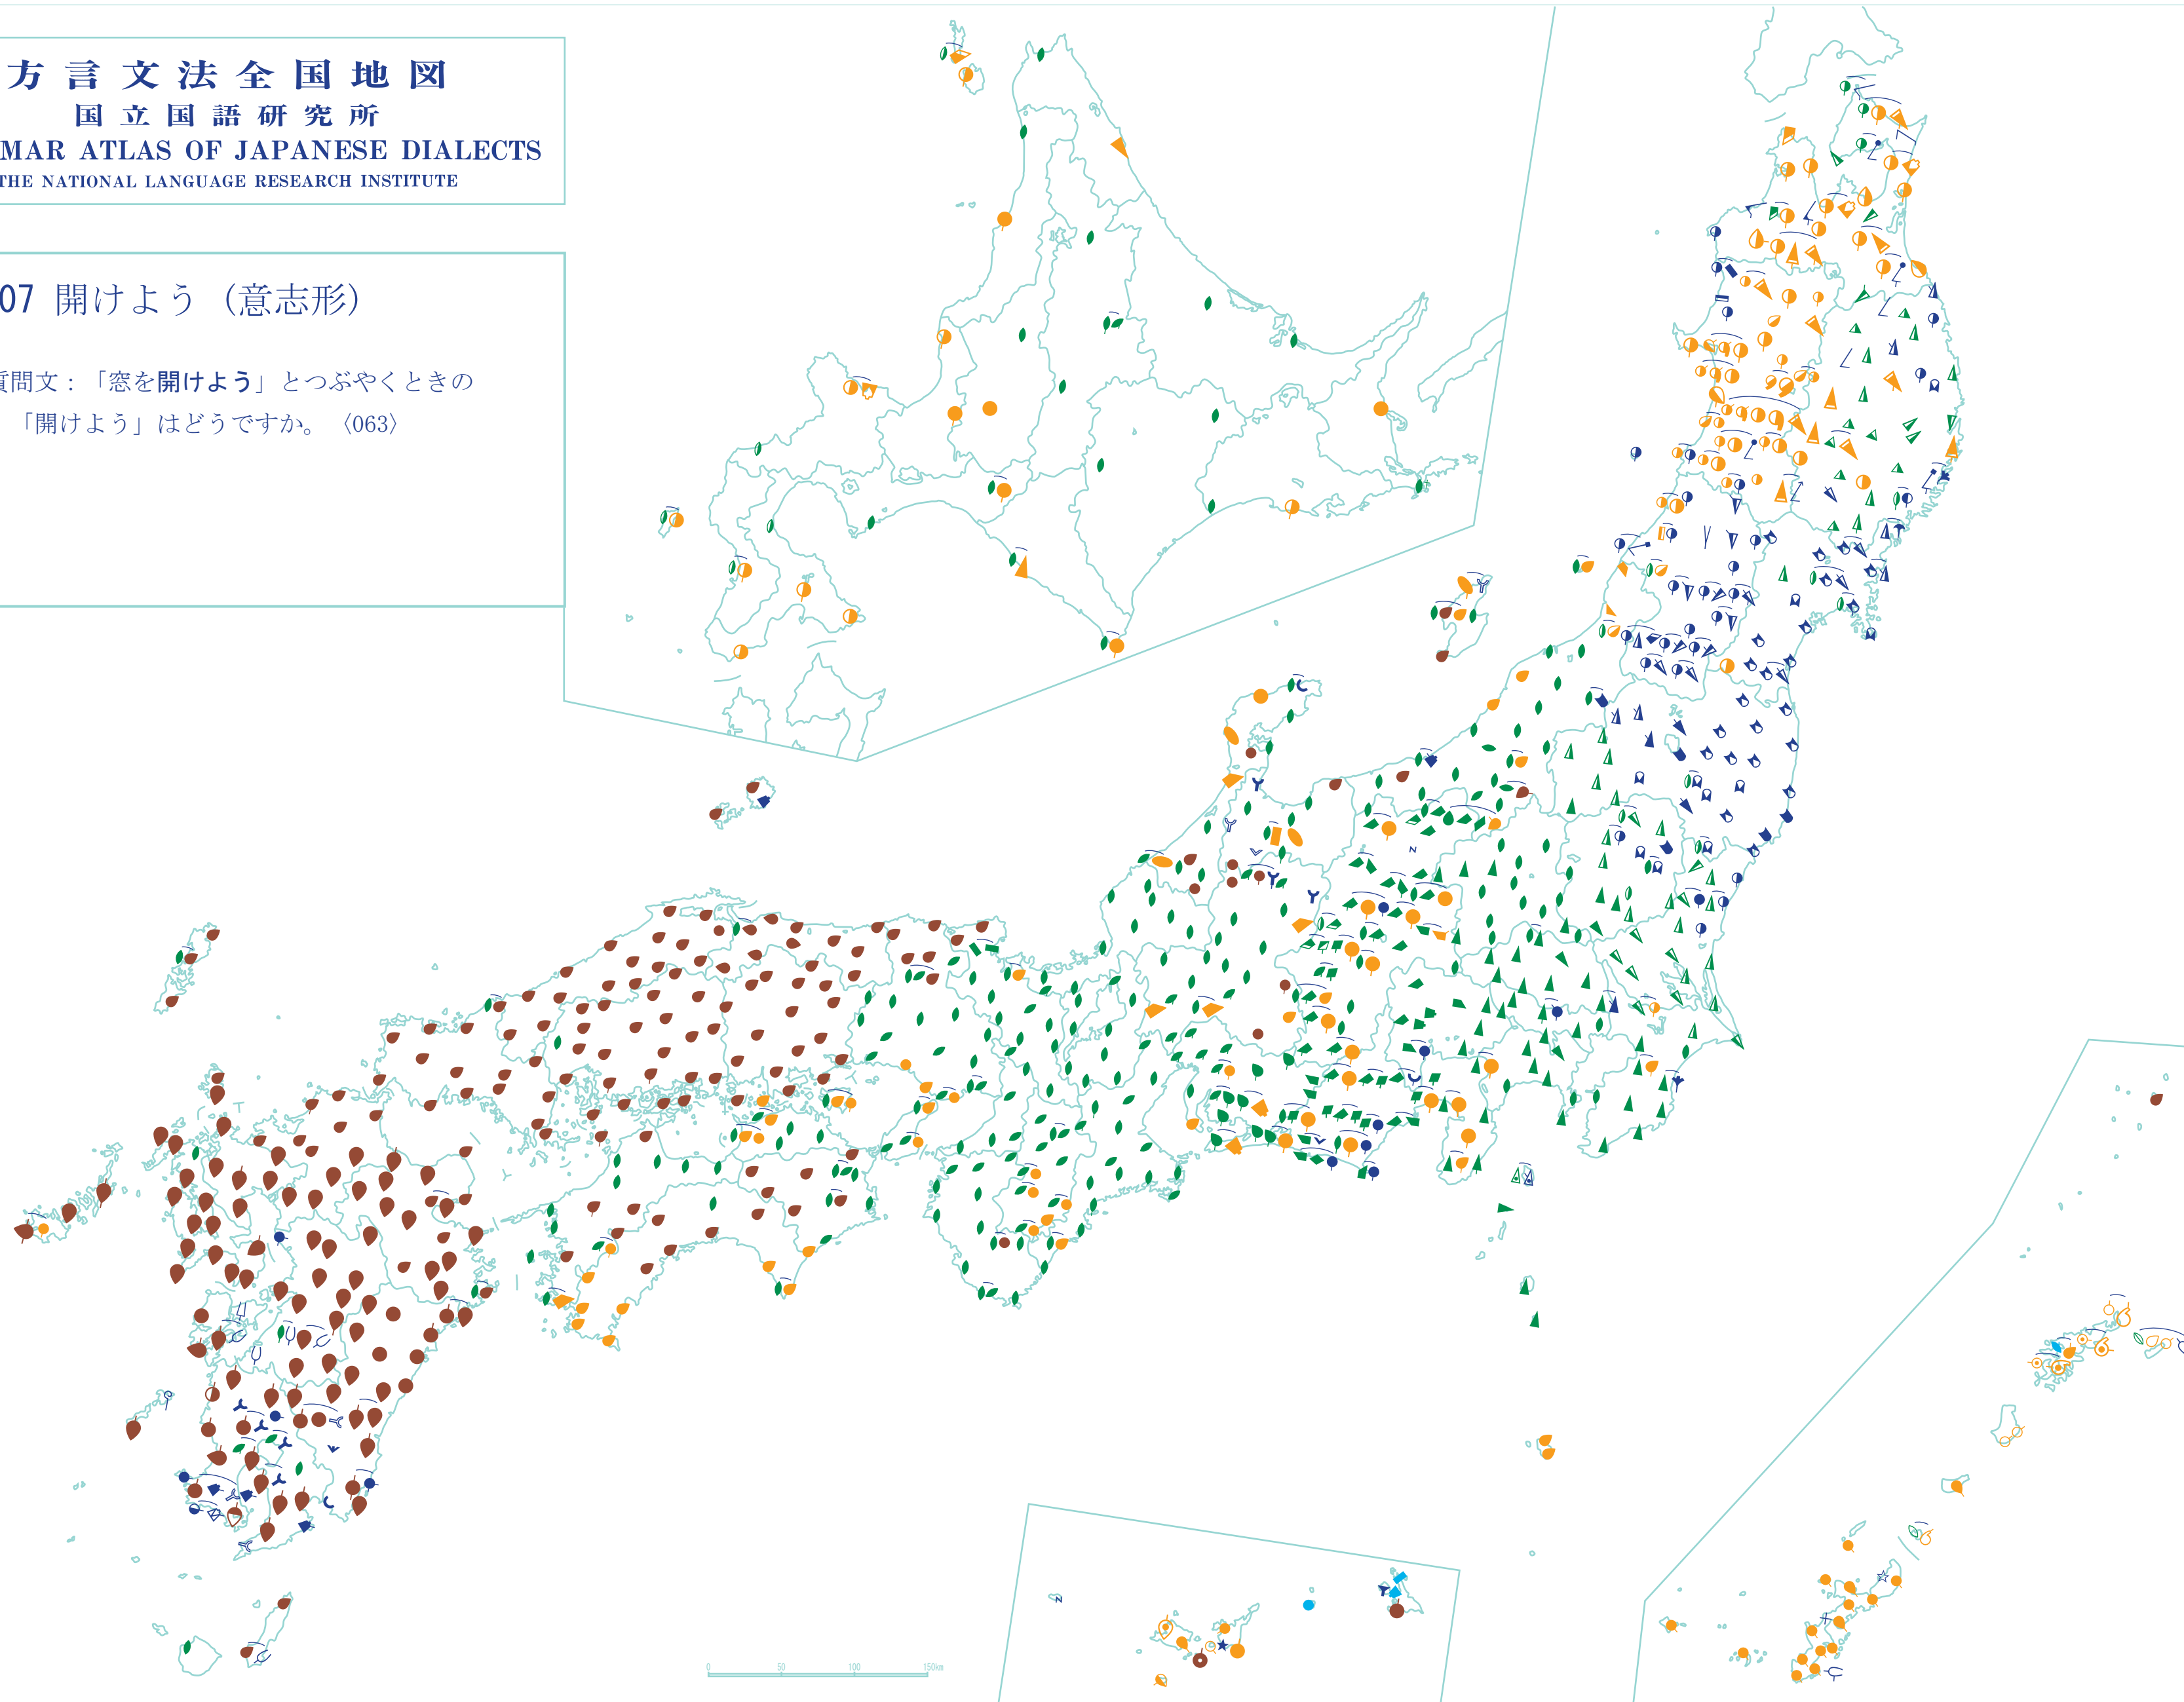 方言文法全国地図
国立国語研究所
MAR ATLAS OF JAPANESE DIALECTS
THE NATIONAL LANGUAGE RESEARCH INSTITUTE
07 開けよう（意志形）
質問文：「窓を開けよう」とつぶやくときの
「開けよう」はどうですか。〈063〉
0 50 100 150km